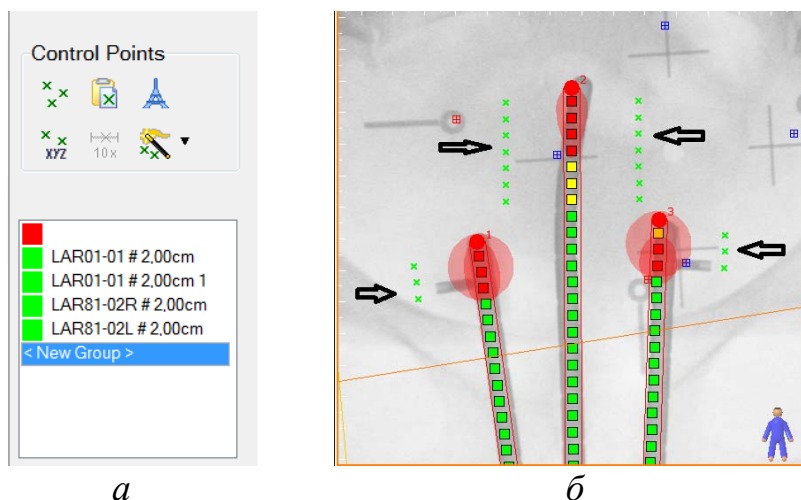 Control Points
XYZ
10x
LAR01-01 # 2,00cm
LAR01-01 # 2,00cm 1
LAR81-02R # 2,00cm
LAR81-02L # 2,00cm
< New Group >
2
3
1
а
б